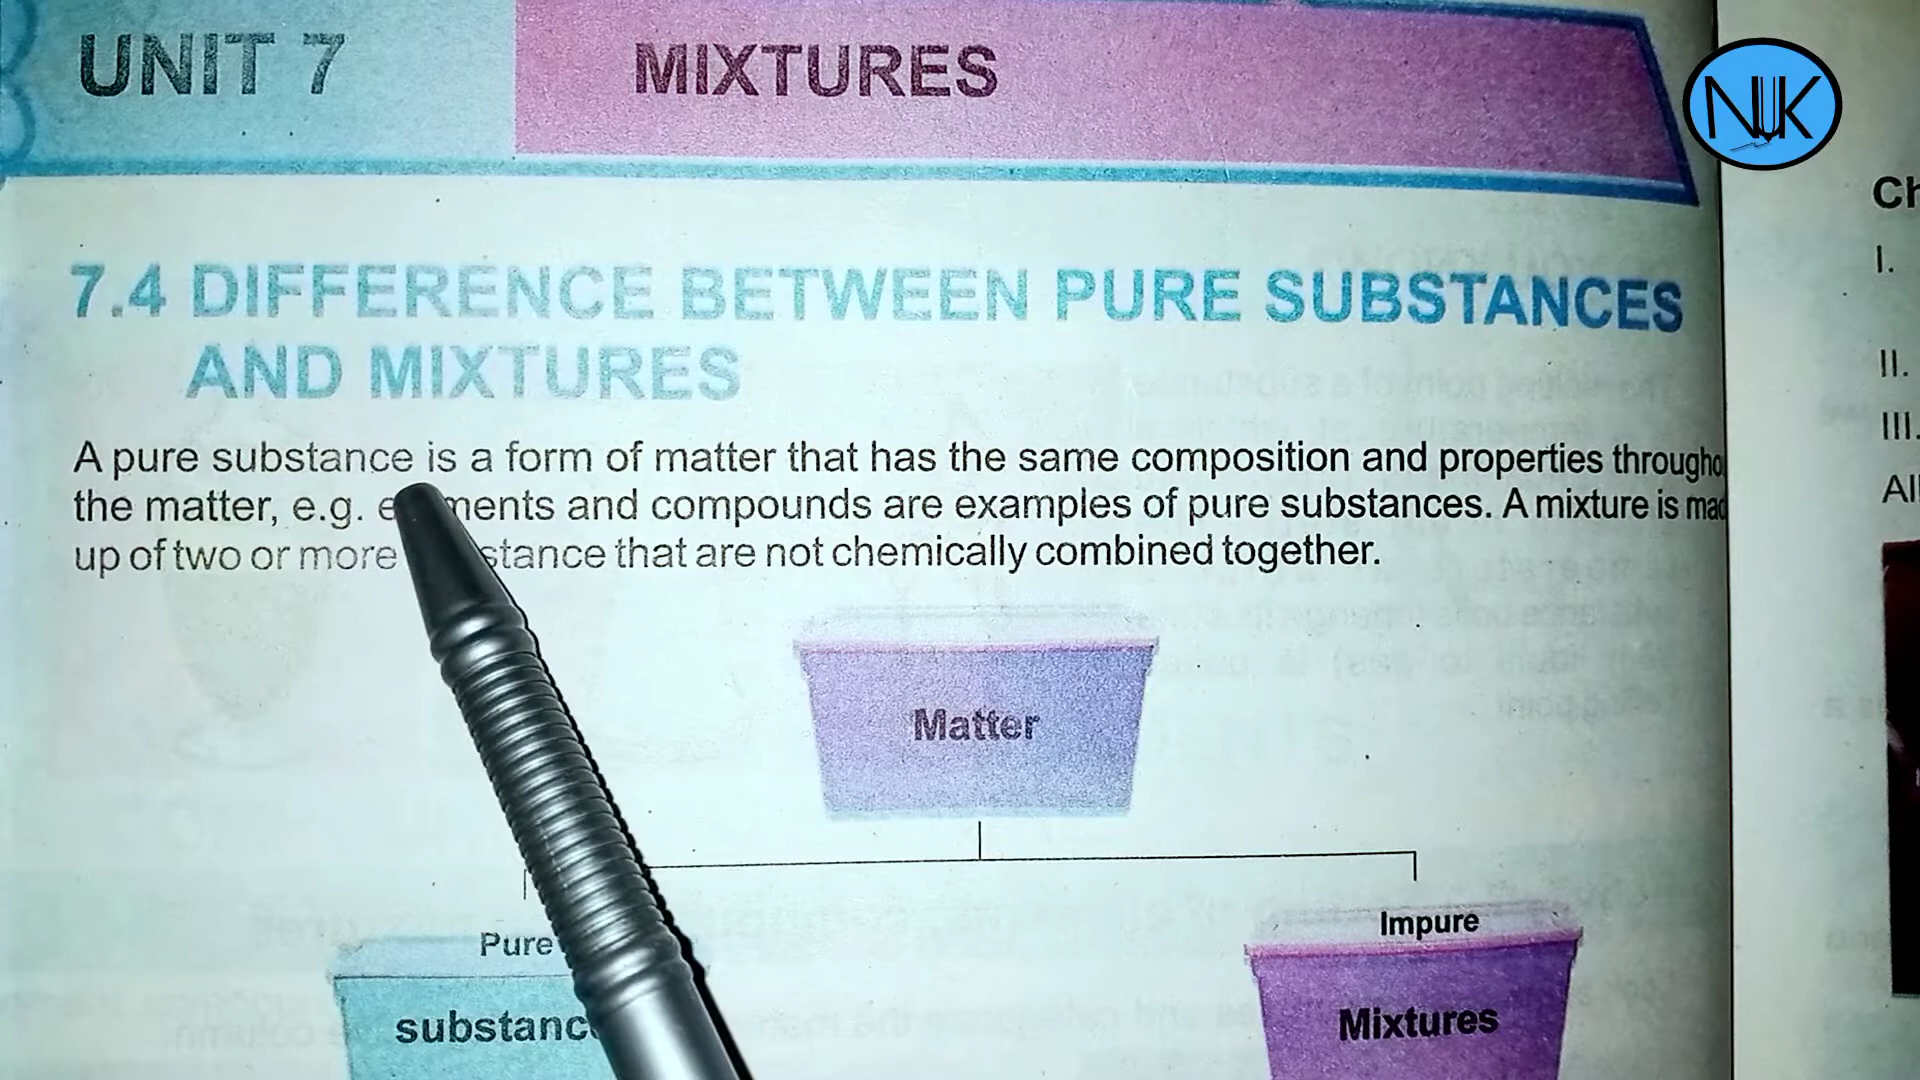 UNIT 7
MIXTURES
NUK
7.4 DIFFERENCE BETWEEN PURE SUBSTANCES
AND MIXTURES
A pure substance is a form of matter that has the same composition and properties througho
the matter, e.g. e ments and compounds are examples of pure substances. A mixture is mad
up of two or more stance that are not chemically combined together.
Matter
Pure
substanc
Impure
Mixtures
Ch
I.
II.
III.
All